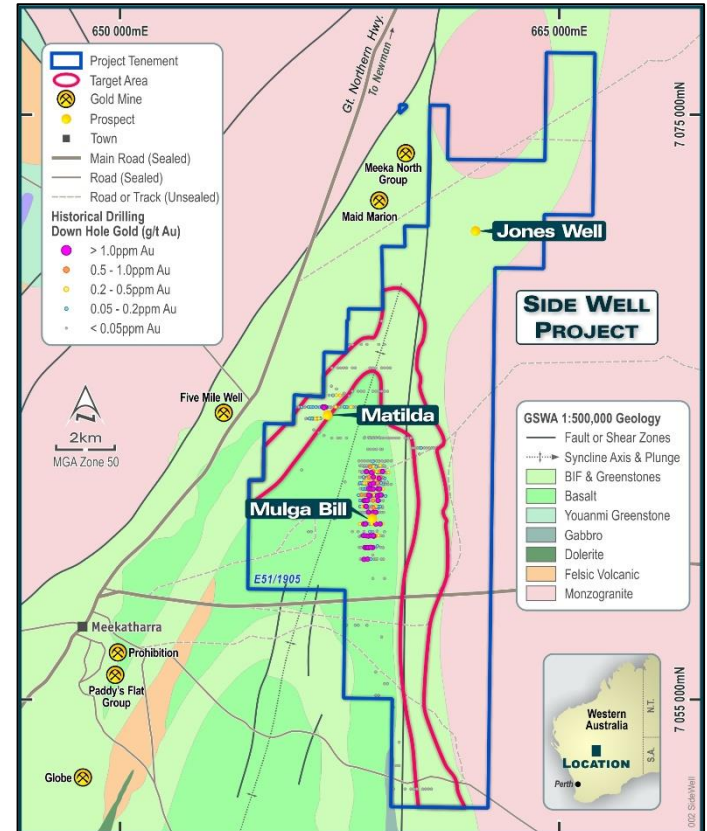 650 000mE
665 000mE
Project Tenement
Target Area
Gold Mine
Prospect
Town
Main Road (Sealed)
Road (Sealed)
Road or Track (Unsealed)
Historical Drilling
Down Hole Gold (g/t Au)
> 1.0ppm Au
0.5 - 1.0ppm Au
0.2 - 0.5ppm Au
0.05 - 0.2ppm Au
< 0.05ppm Au
Gt. Northern Hwy.
To Newman
7 075 000mN
Meeka North
Group
Maid Marion
Jones Well
SIDE WELL
PROJECT
Five Mile Well
Matilda
N
2km
MGA Zone 50
Mulga Bill
GSWA 1:500,000 Geology
Fault or Shear Zones
Syncline Axis & Plunge
BIF & Greenstones
Basalt
Youanmi Greenstone
Gabbro
Dolerite
Felsic Volcanic
Monzogranite
E51/1905
Meekatharra
Prohibition
Paddy's Flat
Group
Globe
7 055 000mN
Western
Australia
N.T.
S.A.
LOCATION
Perth
002 SideWell